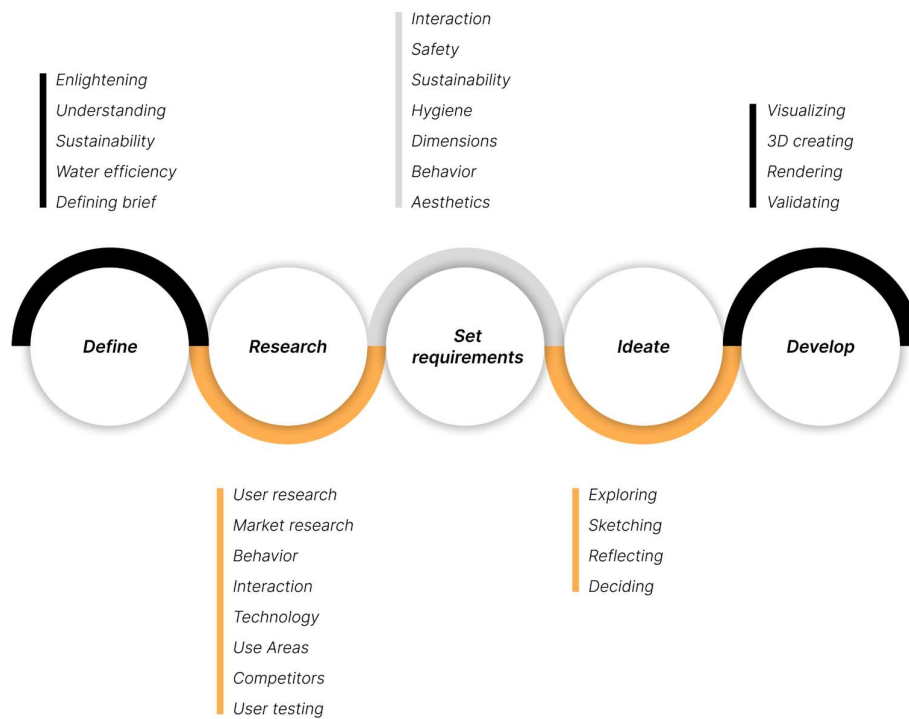 Enlightening
Understanding
Sustainability
Water efficiency
Defining brief
Interaction
Safety
Sustainability
Hygiene
Dimensions
Behavior
Aesthetics
Visualizing
3D creating
Rendering
Validating
Define
Research
Set
requirements
Ideate
Develop
User research
Market research
Behavior
Interaction
Technology
Use Areas
Competitors
User testing
Exploring
Sketching
Reflecting
Deciding